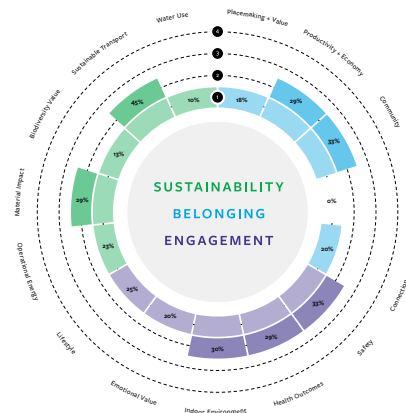 Water Use
Placemaking + Value
Productivity + Economy
Community
Connection
Safety
Health Outcomes
Indoor Environment
Emotional Value
Lifestyle
Operational Energy
Material Impact
Biodiversity Value
Sustainable Transport
4
3
2
1
18%
29%
33%
0%
20%
33%
29%
30%
20%
25%
23%
29%
13%
45%
10%
SUSTAINABILITY
BELONGING
ENGAGEMENT